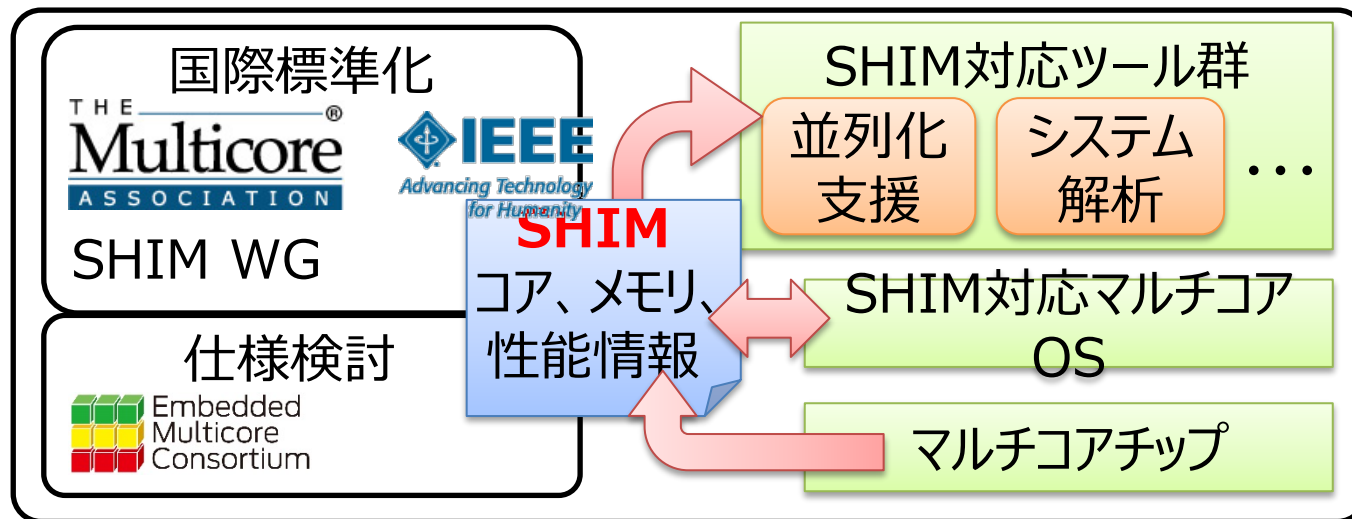 国際標準化
THE
Multicore®
ASSOCIATION
IEEE
Advancing Technology
for Humanity
SHIM WG
仕様検討
Embedded
Multicore
Consortium
SHIM
コア、メモリ、
性能情報
SHIM対応ツール群
並列化
支援
システム
解析
・・・
SHIM対応マルチコア
OS
マルチコアチップ